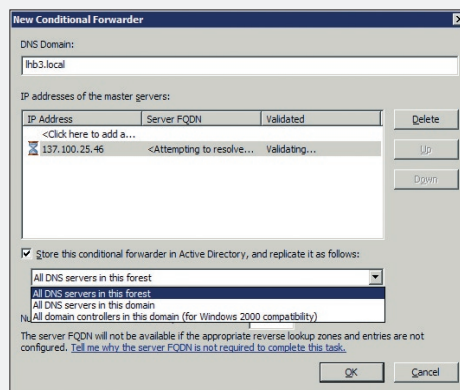 New Conditional Forwarder
DNS Domain:
lhb3.local
IP addresses of the master servers:
IP Address Server FQDN Validated
<Click here to add a...
137.100.25.46 <Attempting to resolve... Validating...
Delete
Up
Down
Store this conditional forwarder in Active Directory, and replicate it as follows:
All DNS servers in this forest
All DNS servers in this forest
All DNS servers in this domain
All domain controllers in this domain (for Windows 2000 compatibility)
The server FQDN will not be available if the appropriate reverse lookup zones and entries are not
configured. Tell me why the server FQDN is not required to complete this task.
OK Cancel